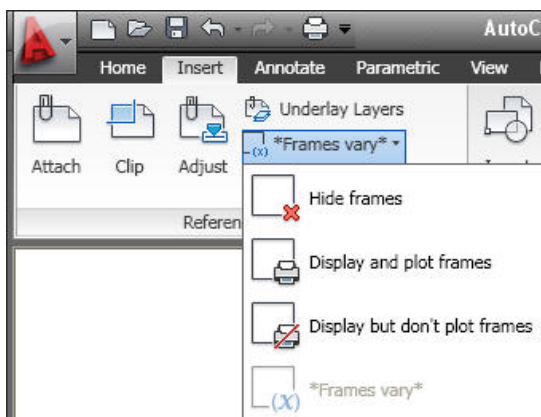 AutoC
Home Insert Annotate Parametric View
Attach Clip Adjust
Underlay Layers
*Frames vary*
Referen
Hide frames
Display and plot frames
Display but don't plot frames
*Frames vary*